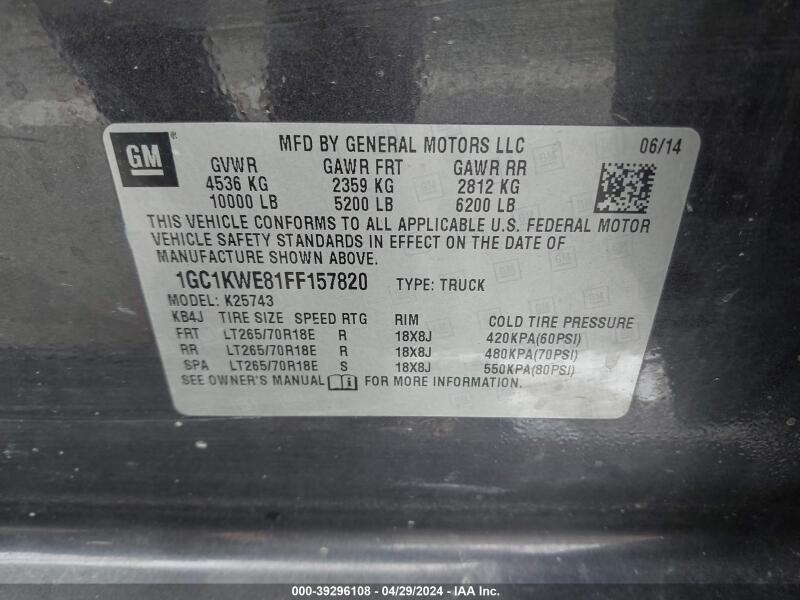 GM ® MFD BY GENERAL MOTORS LLC 06/14
GVWR GAWR FRT GAWR RR
4536 KG 2359 KG 2812 KG
10000 LB 5200 LB 6200 LB
THIS VEHICLE CONFORMS TO ALL APPLICABLE U.S. FEDERAL MOTOR
VEHICLE SAFETY STANDARDS IN EFFECT ON THE DATE OF
MANUFACTURE SHOWN ABOVE.
1GC1KWE81FF157820 TYPE: TRUCK
MODEL: K25743
KB4J TIRE SIZE SPEED RTG RIM COLD TIRE PRESSURE
FRT LT265/70R18E R 18X8J 420KPA(60PSI)
RR LT265/70R18E R 18X8J 480KPA(70PSI)
SPA LT265/70R18E S 18X8J 550KPA(80PSI)
SEE OWNER'S MANUAL FOR MORE INFORMATION.
000-39296108 - 04/29/2024 - IAA Inc.